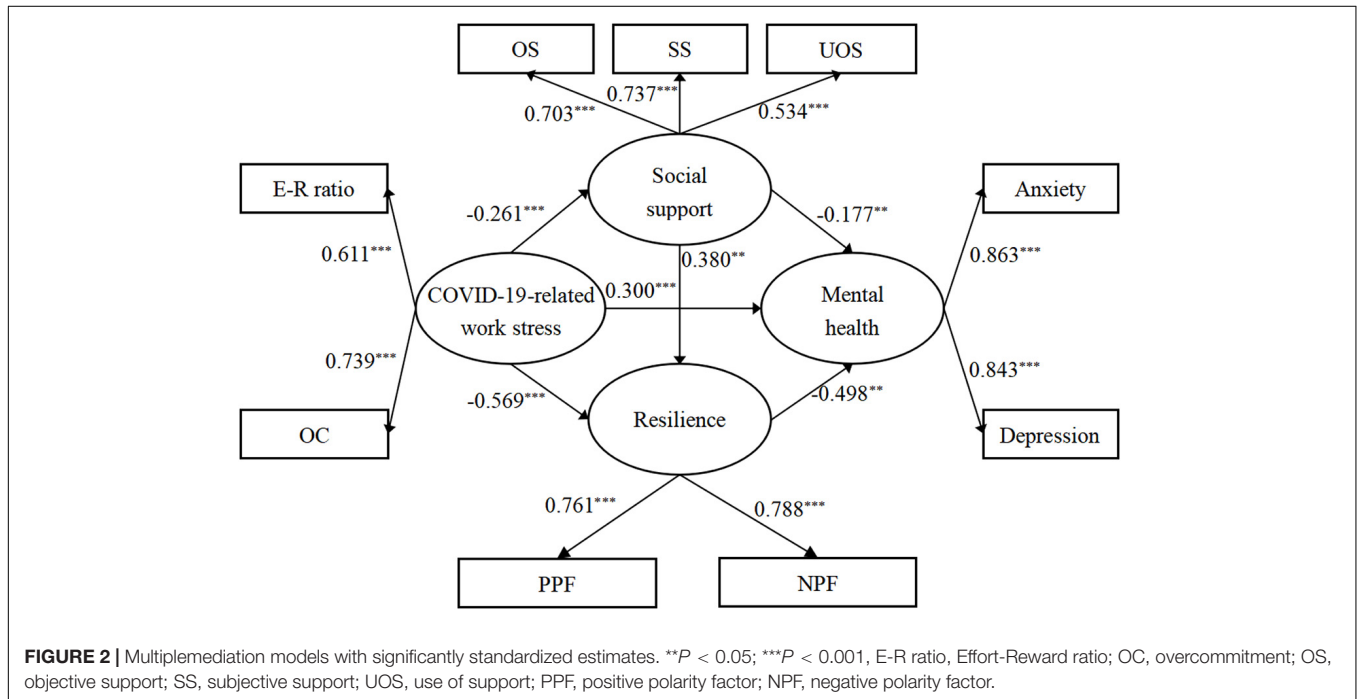 OS SS UOS
0.703*** 0.737*** 0.534***
E-R ratio
Social
support
Anxiety
-0.261*** -0.177**
0.611*** 0.380** 0.863***
COVID-19-related
work stress
0.300***
Mental
health
0.739*** 0.843***
-0.569*** -0.498**
OC Resilience Depression
0.761*** 0.788***
PPF NPF
FIGURE 2 | Multiplemediation models with significantly standardized estimates. **P < 0.05; ***P < 0.001, E-R ratio, Effort-Reward ratio; OC, overcommitment; OS,
objective support; SS, subjective support; UOS, use of support; PPF, positive polarity factor; NPF, negative polarity factor.